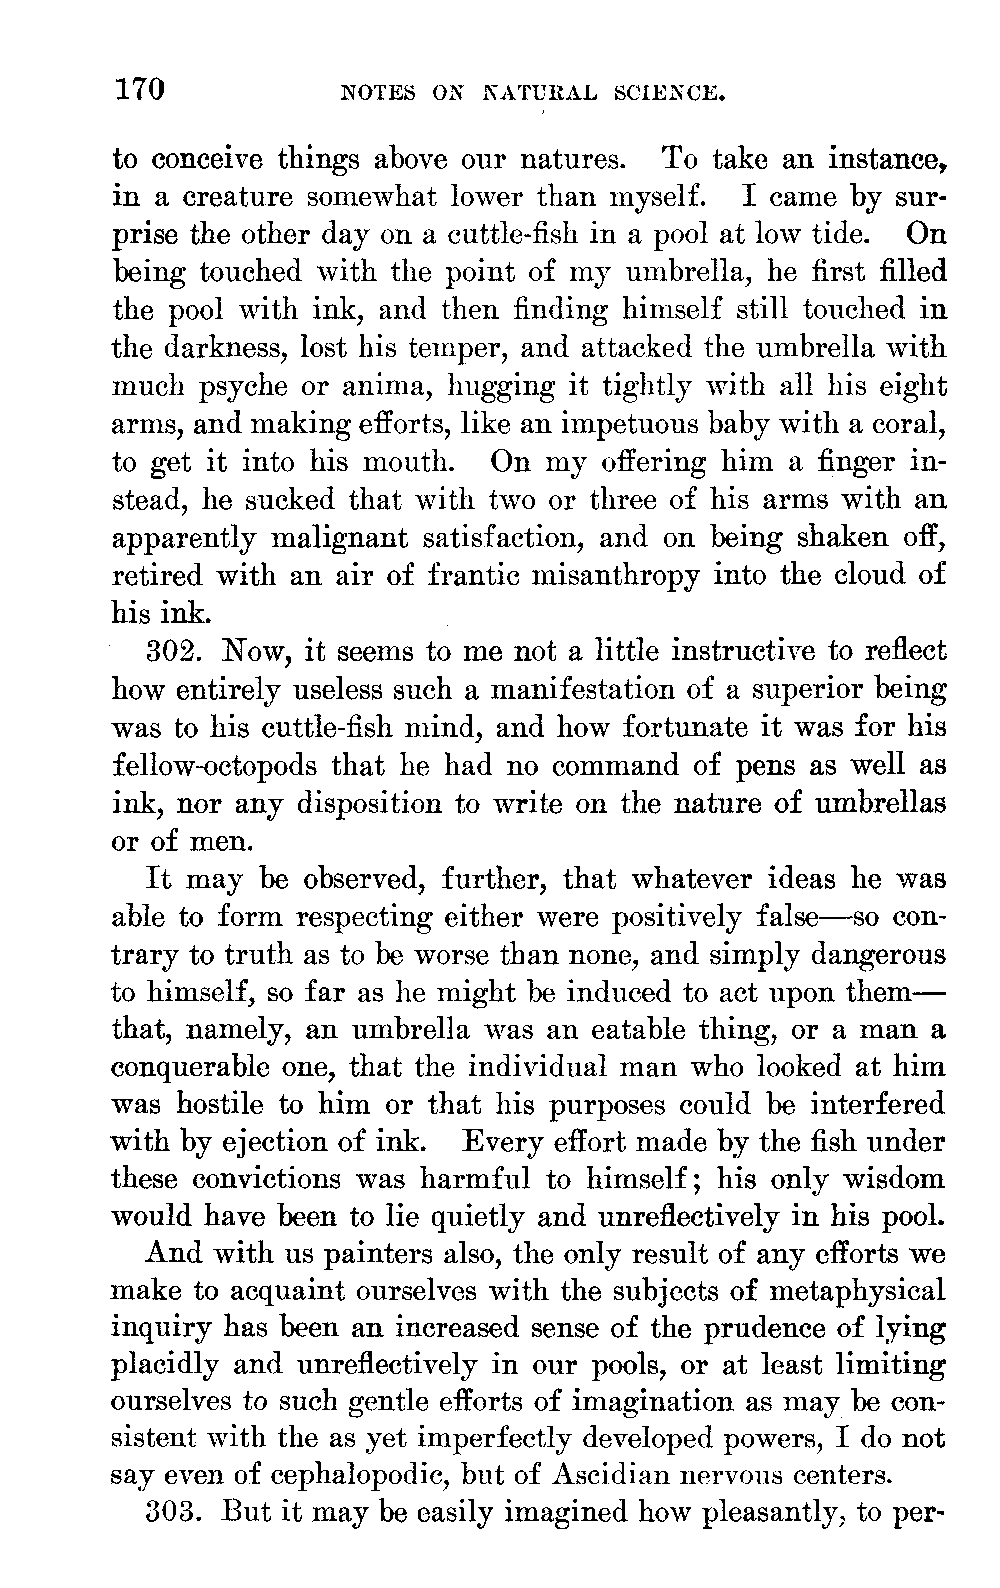 170 NOTES ON NATURAL SCIENCE.
to conceive things above our natures. To take an instance,
in a creature somewhat lower than myself. I came by sur-
prise the other day on a cuttle-fish in a pool at low tide. On
being touched with the point of my umbrella, he first filled
the pool with ink, and then finding himself still touched in
the darkness, lost his temper, and attacked the umbrella with
much psyche or anima, hugging it tightly with all his eight
arms, and making efforts, like an impetuous baby with a coral,
to get it into his mouth. On my offering him a finger in-
stead, he sucked that with two or three of his arms with an
apparently malignant satisfaction, and on being shaken off,
retired with an air of frantic misanthropy into the cloud of
his ink.
302. Now, it seems to me not a little instructive to reflect
how entirely useless such a manifestation of a superior being
was to his cuttle-fish mind, and how fortunate it was for his
fellow-octopods that he had no command of pens as well as
ink, nor any disposition to write on the nature of umbrellas
or of men.
It may be observed, further, that whatever ideas he was
able to form respecting either were positively false—so con-
trary to truth as to be worse than none, and simply dangerous
to himself, so far as he might be induced to act upon them—
that, namely, an umbrella was an eatable thing, or a man a
conquerable one, that the individual man who looked at him
was hostile to him or that his purposes could be interfered
with by ejection of ink. Every effort made by the fish under
these convictions was harmful to himself; his only wisdom
would have been to lie quietly and unreflectively in his pool.
And with us painters also, the only result of any efforts we
make to acquaint ourselves with the subjects of metaphysical
inquiry has been an increased sense of the prudence of lying
placidly and unreflectively in our pools, or at least limiting
ourselves to such gentle efforts of imagination as may be con-
sistent with the as yet imperfectly developed powers, I do not
say even of cephalopodic, but of Ascidian nervous centers.
303. But it may be easily imagined how pleasantly, to per-